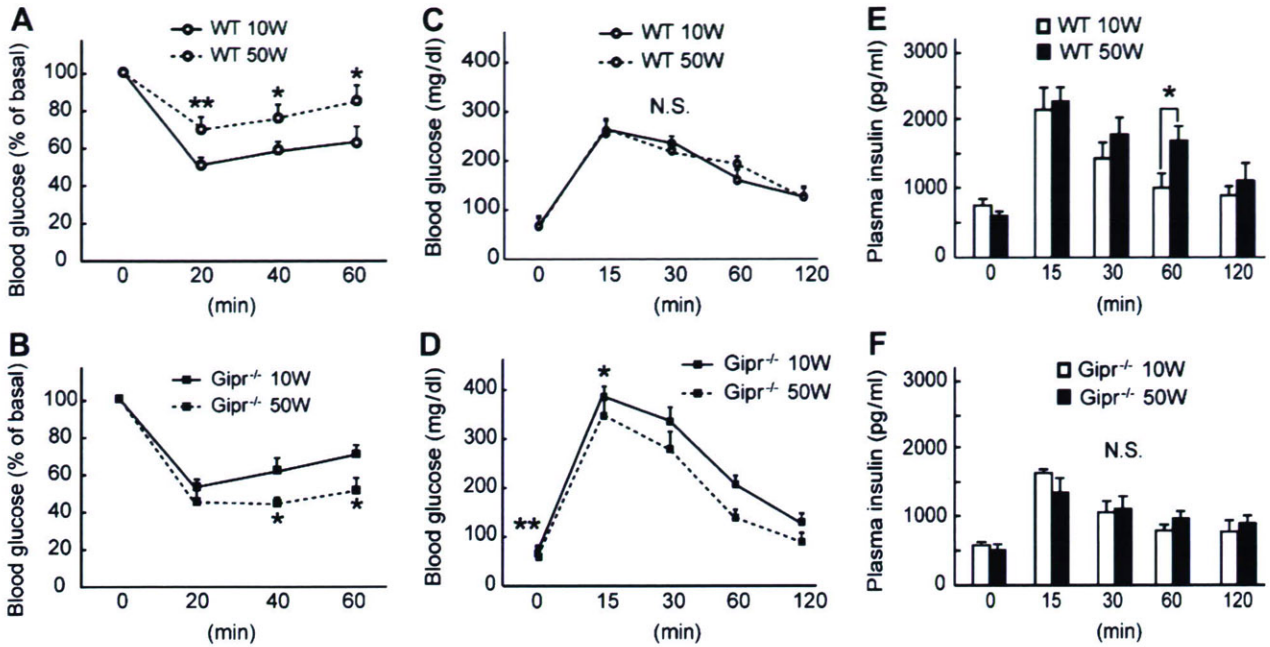 A
WT 10W
WT 50W
Blood glucose (% of basal)
100
80
60
40
20
0
**
*
*
0 20 40 60
(min)
C
WT 10W
WT 50W
Blood glucose (mg/dl)
400
300
200
100
0
N.S.
0 15 30 60 120
(min)
E
WT 10W
WT 50W
Plasma insulin (pg/ml)
3000
2000
1000
0
*
0 15 30 60 120
(min)
B
Gipr-/- 10W
Gipr-/- 50W
Blood glucose (% of basal)
100
80
60
40
20
0
*
*
0 20 40 60
(min)
D
Gipr-/- 10W
Gipr-/- 50W
Blood glucose (mg/dl)
400
300
200
100
0
**
*
0 15 30 60 120
(min)
F
Gipr-/- 10W
Gipr-/- 50W
Plasma insulin (pg/ml)
3000
2000
1000
0
N.S.
0 15 30 60 120
(min)